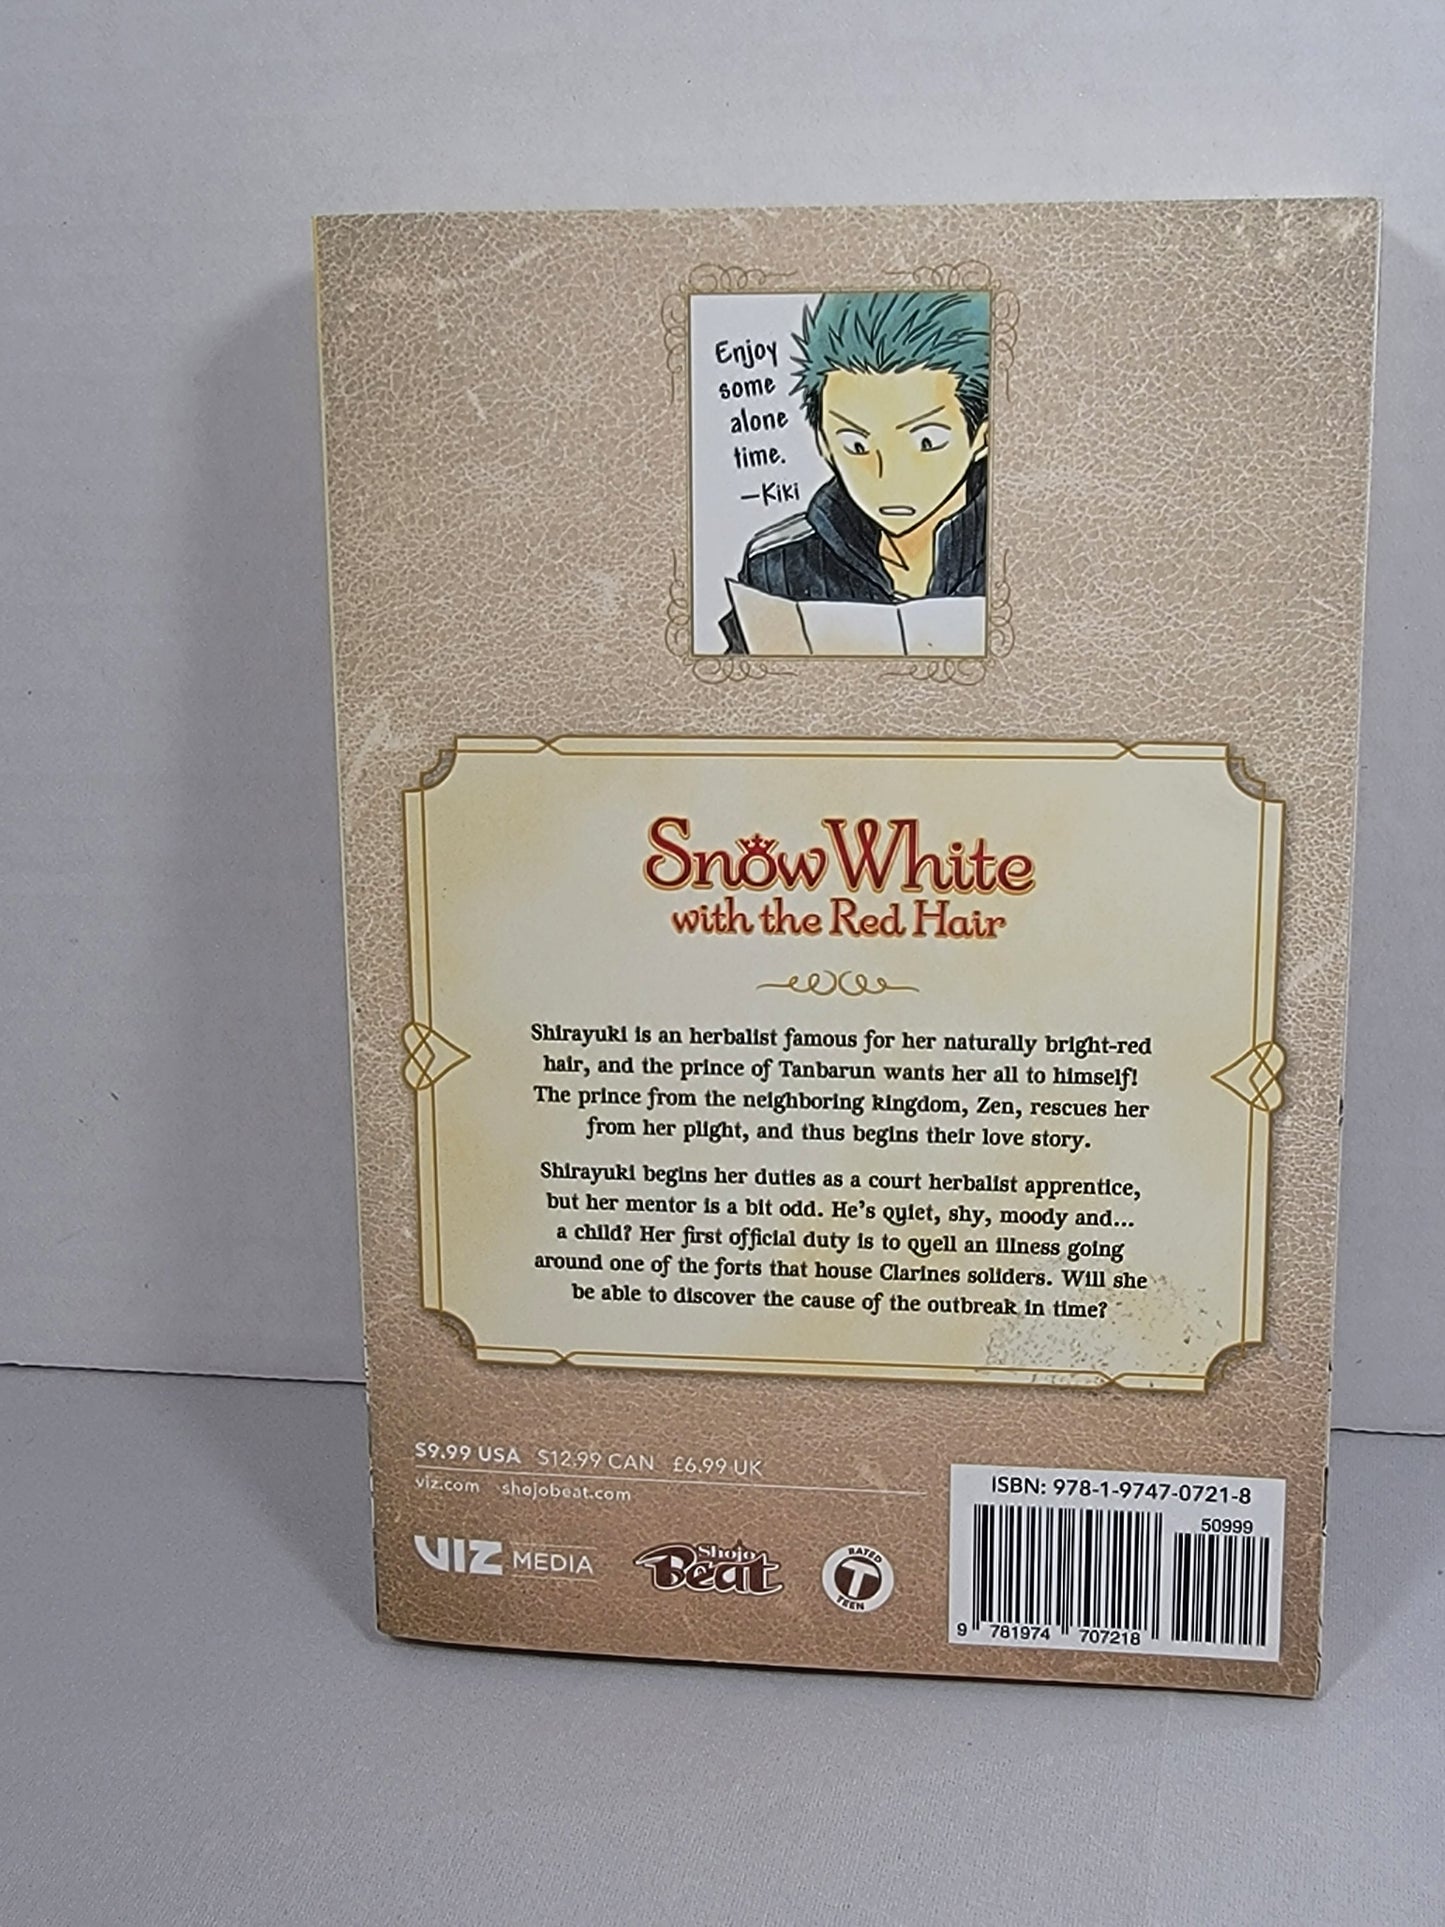 Enjoy
some
alone
time.
—Kiki
Snow White
with the Red Hair
Shirayuki is an herbalist famous for her naturally bright-red
hair, and the prince of Tanbarun wants her all to himself!
The prince from the neighboring kingdom, Zen, rescues her
from her plight, and thus begins their love story.
Shirayuki begins her duties as a court herbalist apprentice,
but her mentor is a bit odd. He's quiet, shy, moody and...
a child? Her first official duty is to quell an illness going
around one of the forts that house Clarines soliders. Will she
be able to discover the cause of the outbreak in time?
$9.99 USA $12.99 CAN £6.99 UK
viz.com shojobeat.com
VIZ MEDIA
Shojo
Beat
RATED
T
TEEN
ISBN: 978-1-9747-0721-8
50999
9 781974 707218